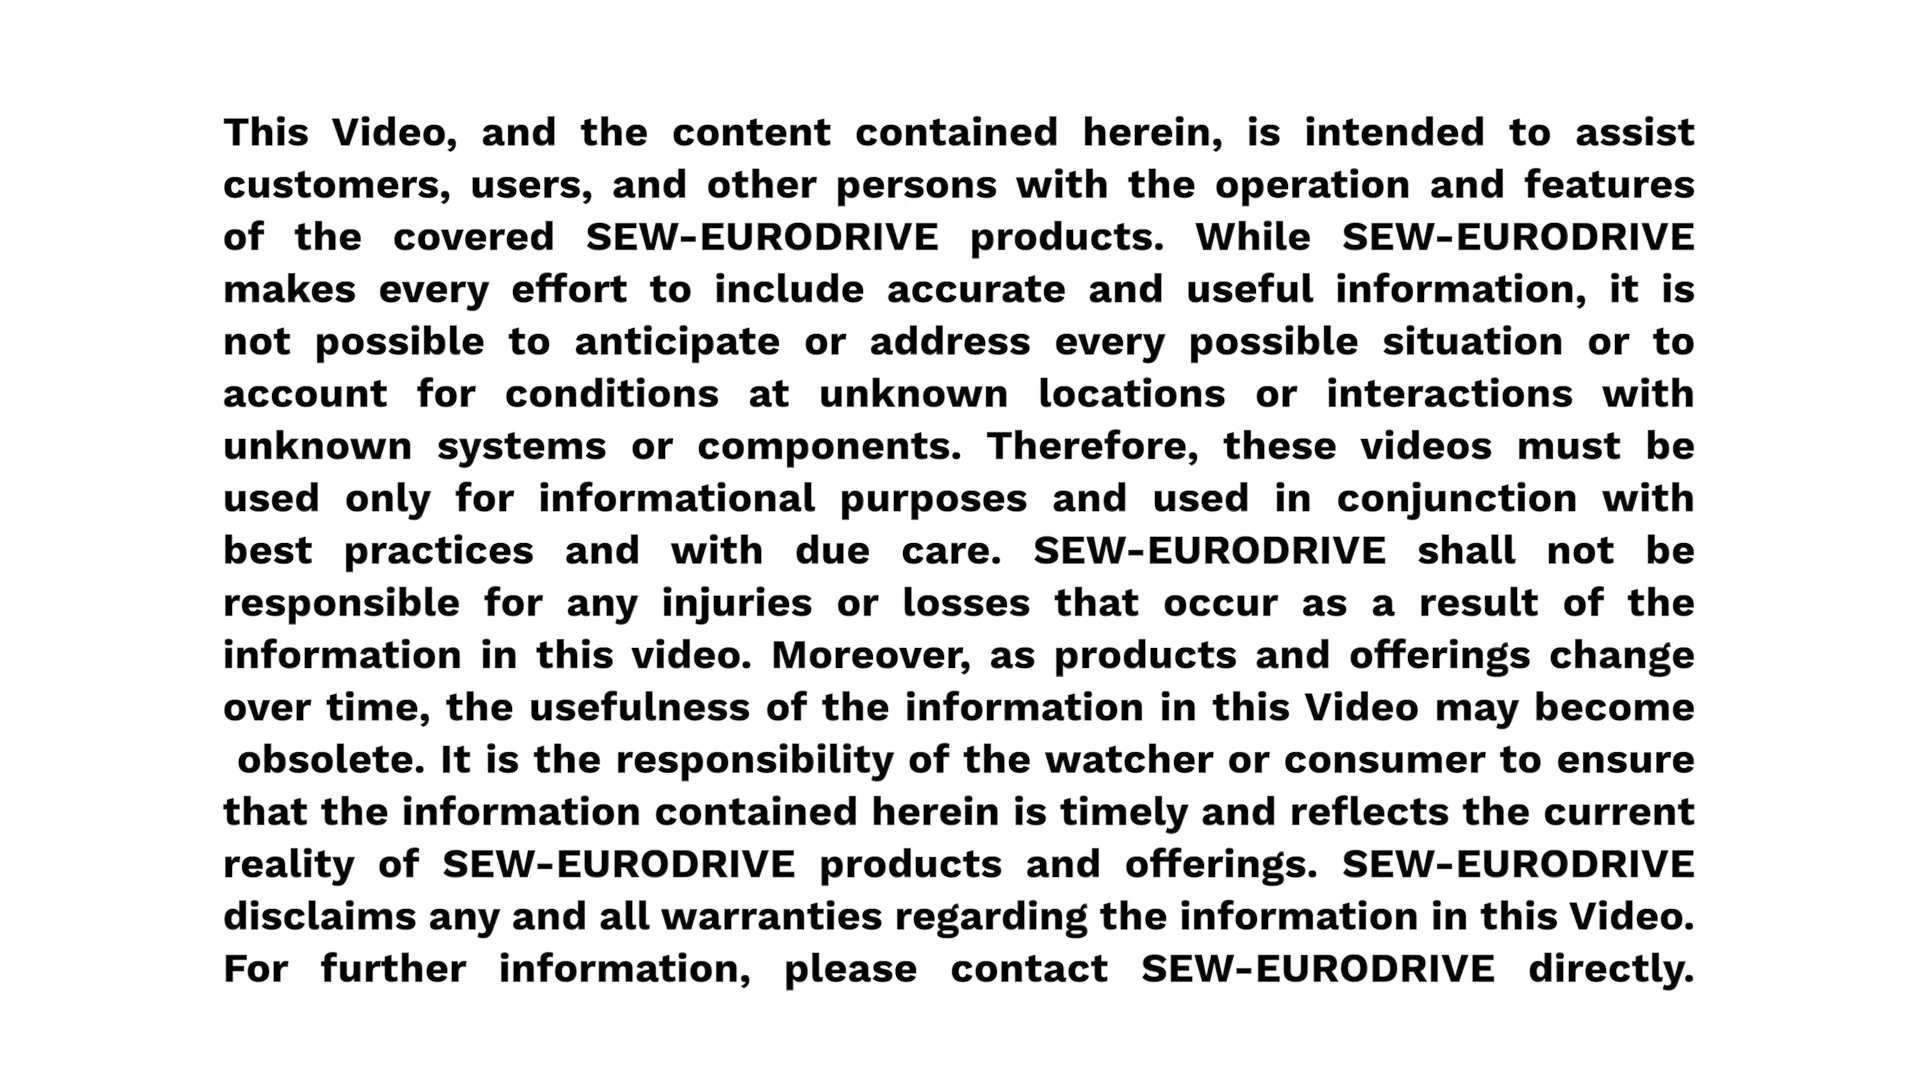 This Video, and the content contained herein, is intended to assist
customers, users, and other persons with the operation and features
of the covered SEW-EURODRIVE products. While SEW-EURODRIVE
makes every effort to include accurate and useful information, it is
not possible to anticipate or address every possible situation or to
account for conditions at unknown locations or interactions with
unknown systems or components. Therefore, these videos must be
used only for informational purposes and used in conjunction with
best practices and with due care. SEW-EURODRIVE shall not be
responsible for any injuries or losses that occur as a result of the
information in this video. Moreover, as products and offerings change
over time, the usefulness of the information in this Video may become
obsolete. It is the responsibility of the watcher or consumer to ensure
that the information contained herein is timely and reflects the current
reality of SEW-EURODRIVE products and offerings. SEW-EURODRIVE
disclaims any and all warranties regarding the information in this Video.
For further information, please contact SEW-EURODRIVE directly.